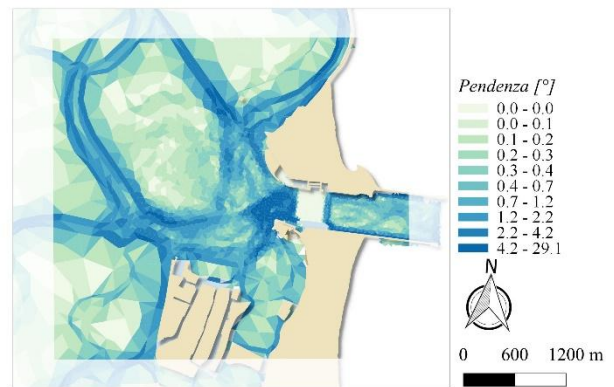 Pendenza [°]
0.0 - 0.0
0.0 - 0.1
0.1 - 0.2
0.2 - 0.3
0.3 - 0.4
0.4 - 0.7
0.7 - 1.2
1.2 - 2.2
2.2 - 4.2
4.2 - 29.1
N
0 600 1200 m